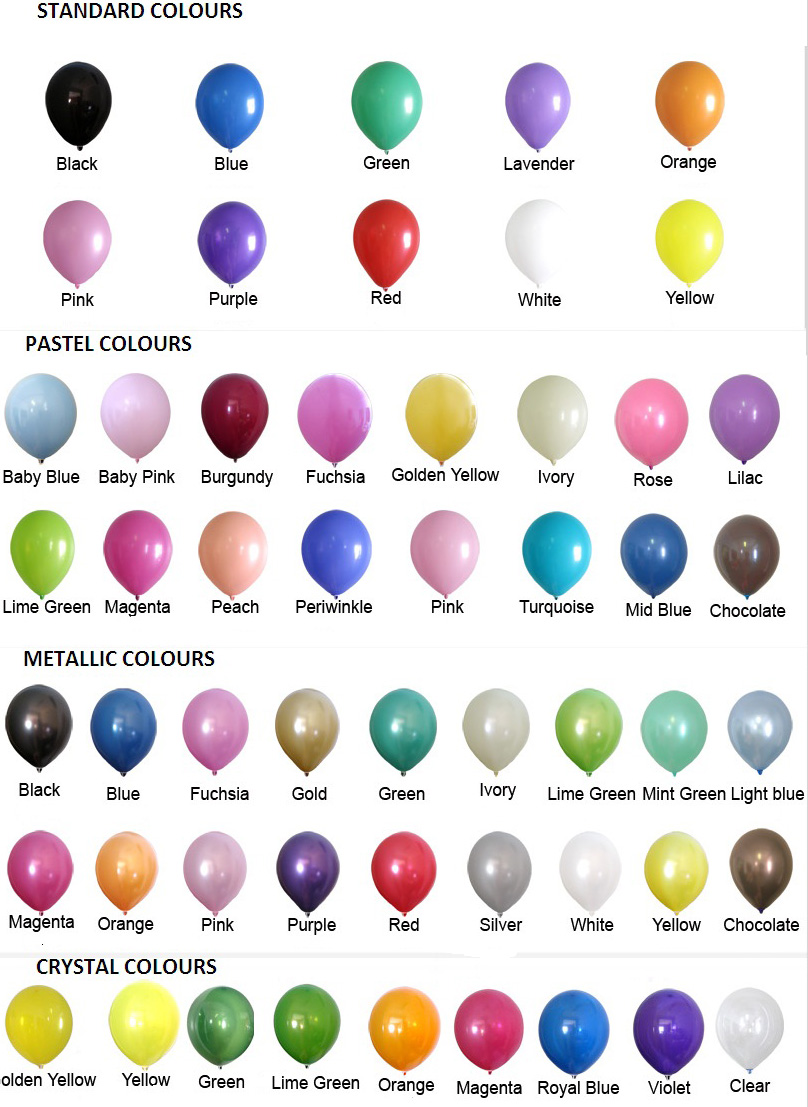 STANDARD COLOURS
Black Blue Green Lavender Orange
Pink Purple Red White Yellow
PASTEL COLOURS
Baby Blue Baby Pink Burgundy Fuchsia Golden Yellow Ivory Rose Lilac
Lime Green Magenta Peach Periwinkle Pink Turquoise Mid Blue Chocolate
METALLIC COLOURS
Black Blue Fuchsia Gold Green Ivory Lime Green Mint Green Light blue
Magenta Orange Pink Purple Red Silver White Yellow Chocolate
CRYSTAL COLOURS
olden Yellow Yellow Green Lime Green Orange Magenta Royal Blue Violet Clear